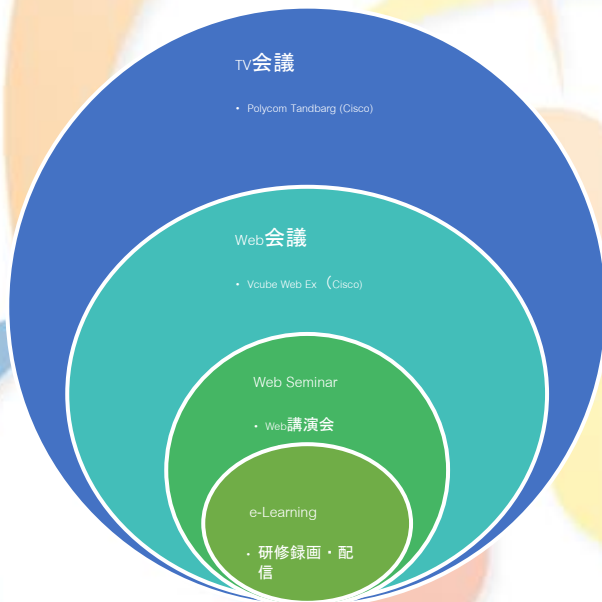 TV会議
• Polycom Tandbarg (Cisco)
Web会議
• Vcube Web Ex （Cisco)
Web Seminar
• Web講演会
e-Learning
• 研修録画・配
信